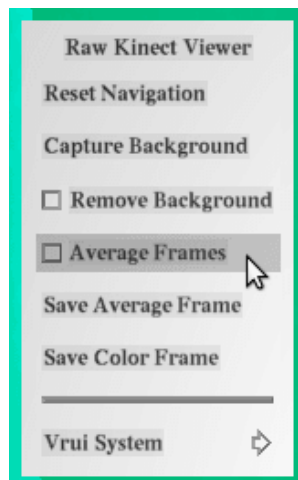 Raw Kinect Viewer
Reset Navigation
Capture Background
Remove Background
Average Frames
Save Average Frame
Save Color Frame
Vrui System